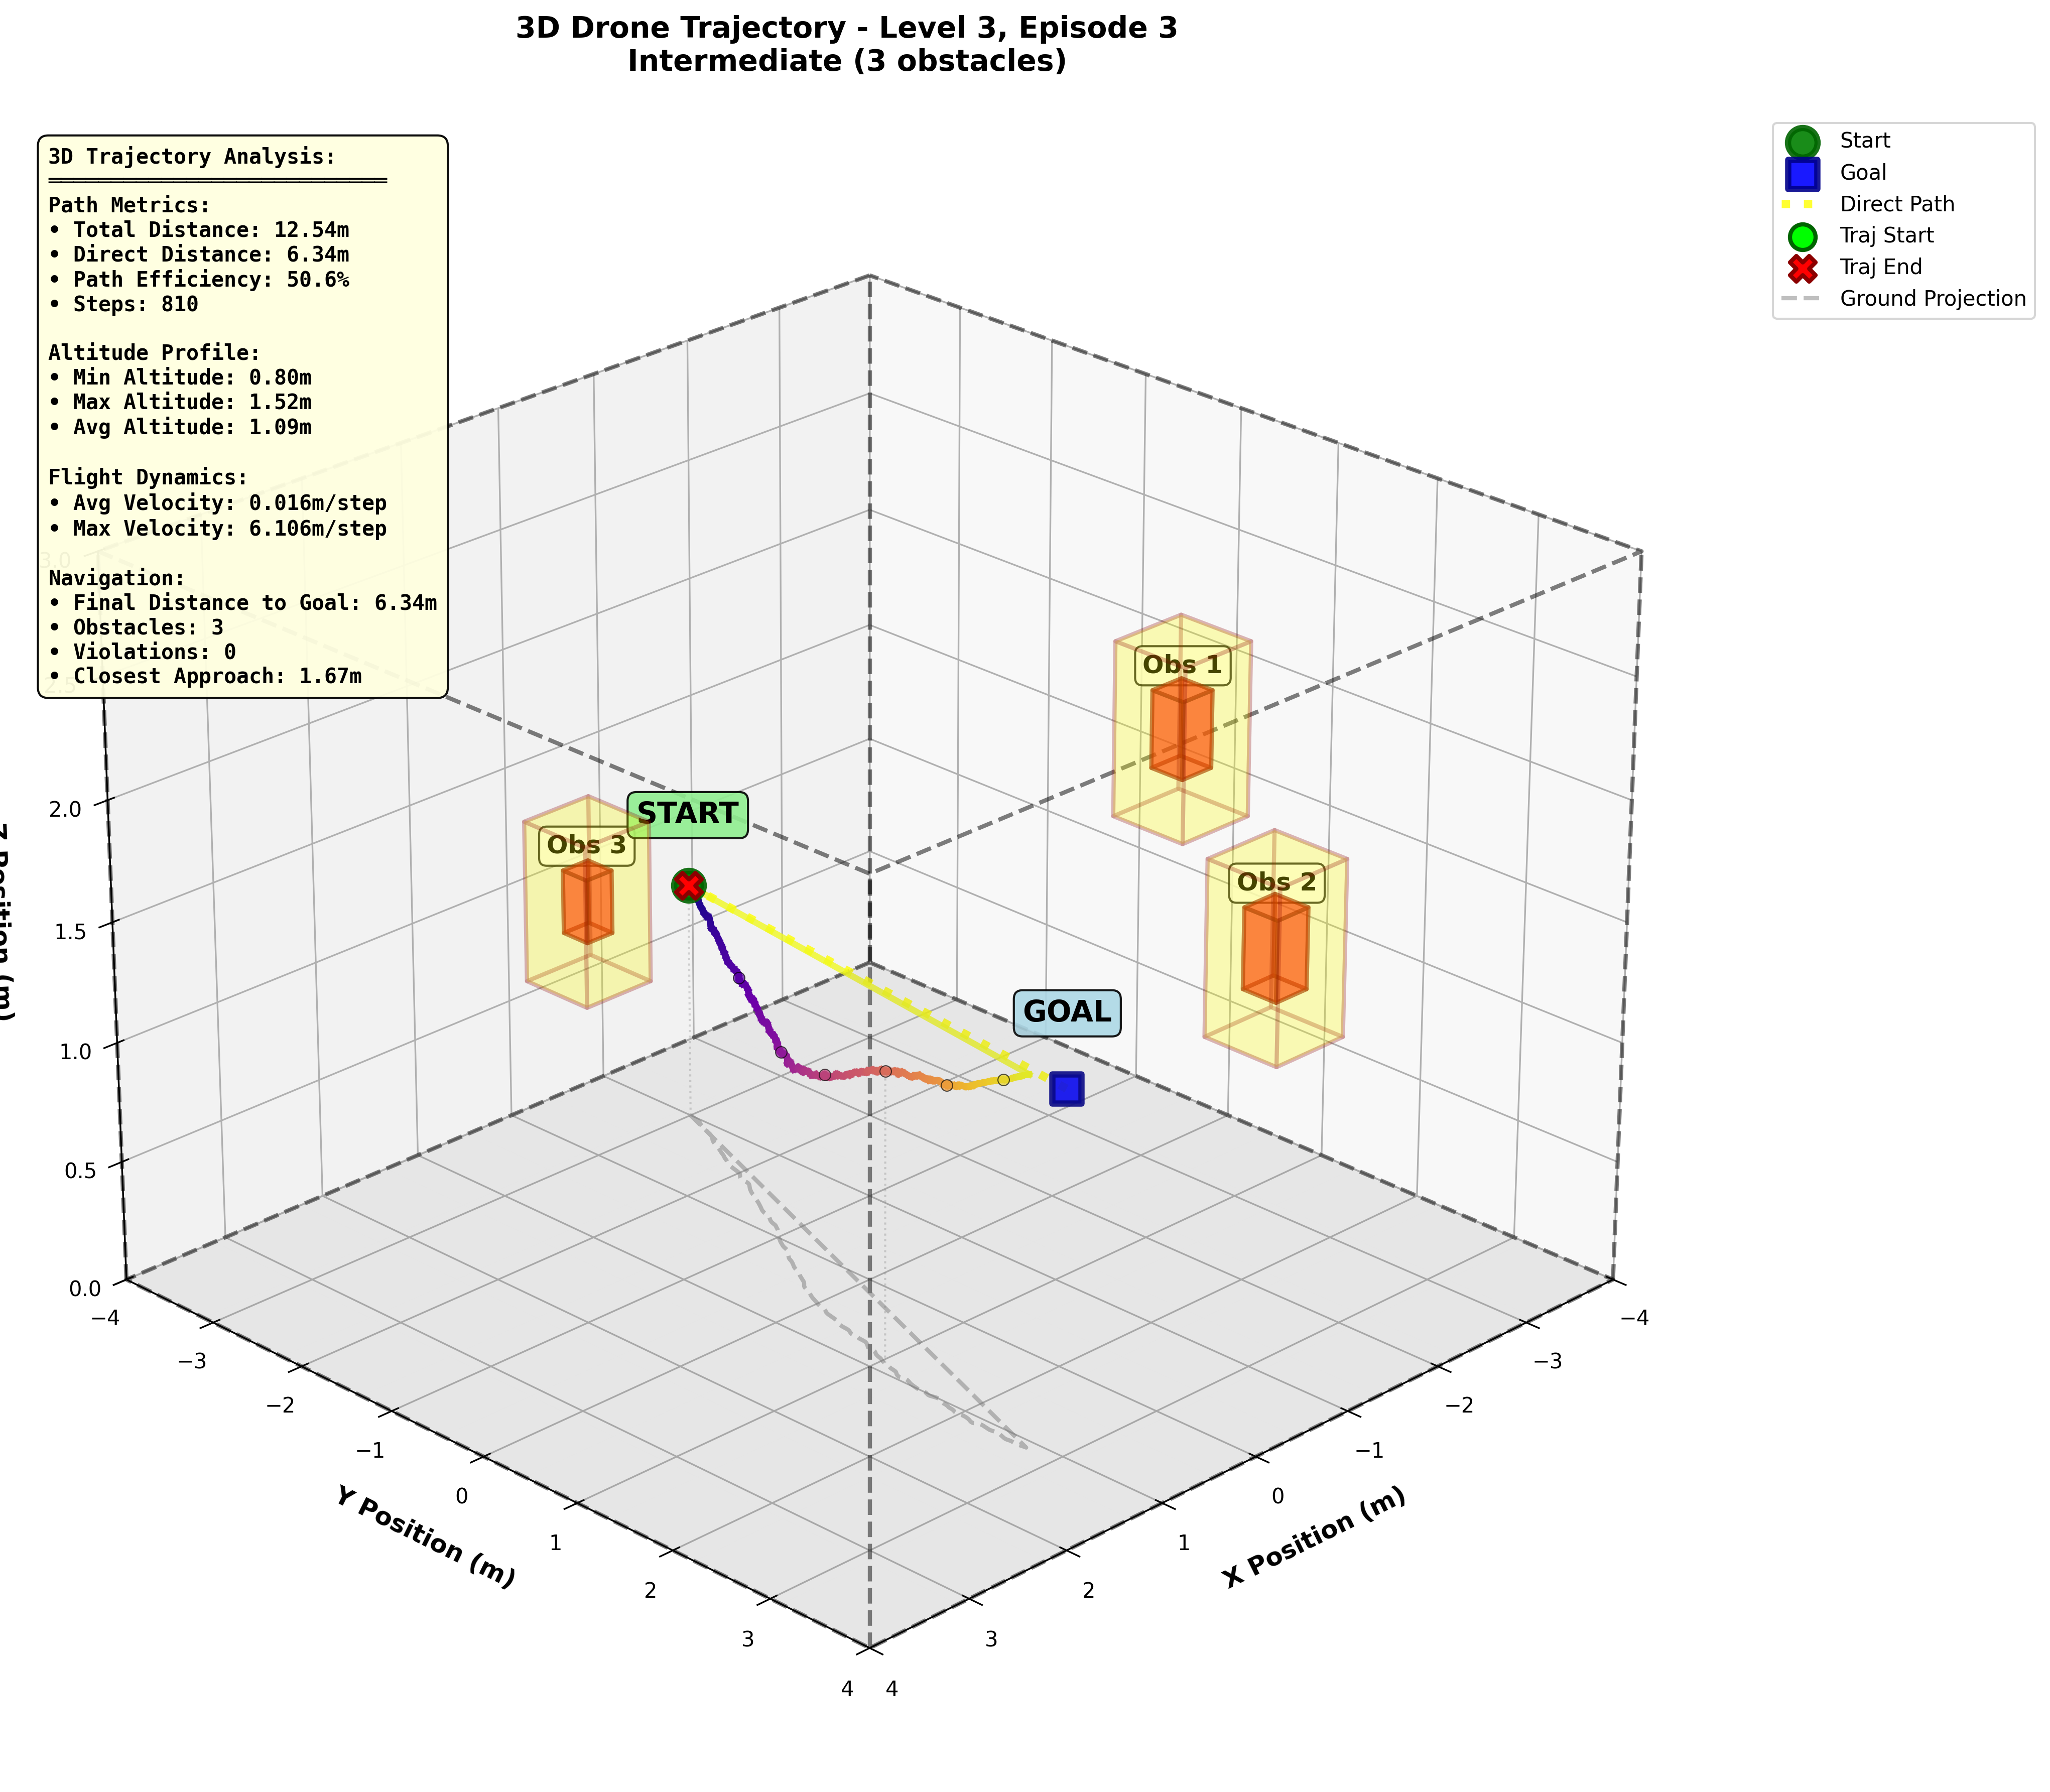 3D Drone Trajectory - Level 3, Episode 3
Intermediate (3 obstacles)
3D Trajectory Analysis:
Path Metrics:
• Total Distance: 12.54m
• Direct Distance: 6.34m
• Path Efficiency: 50.6%
• Steps: 810
Altitude Profile:
• Min Altitude: 0.80m
• Max Altitude: 1.52m
• Avg Altitude: 1.09m
Flight Dynamics:
• Avg Velocity: 0.016m/step
• Max Velocity: 6.106m/step
Navigation:
• Final Distance to Goal: 6.34m
• Obstacles: 3
• Violations: 0
• Closest Approach: 1.67m
Start
Goal
Direct Path
Traj Start
Traj End
Ground Projection
Obs 1
START
Obs 3
Obs 2
GOAL
3.0
2.5
2.0
1.5
1.0
0.5
0.0
Z Position (m)
−4
−3
−2
−1
0
1
2
3
4
Y Position (m)
4
3
2
1
0
−1
−2
−3
−4
X Position (m)